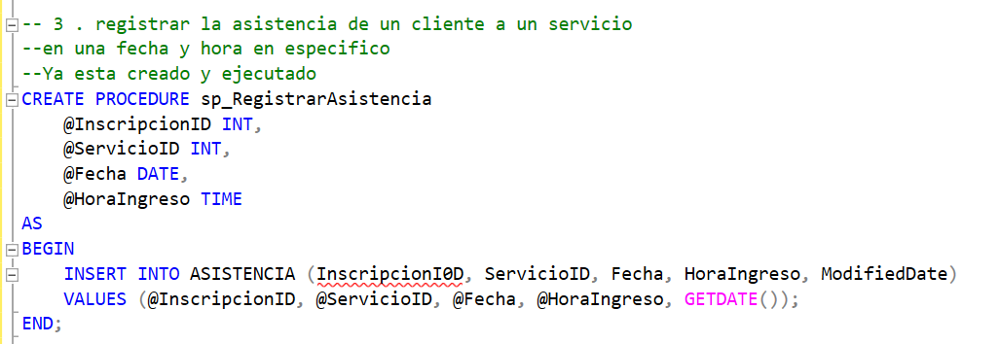 -- 3 . registrar la asistencia de un cliente a un servicio
--en una fecha y hora en especifico
--Ya esta creado y ejecutado
CREATE PROCEDURE sp_RegistrarAsistencia
    @InscripcionID INT,
    @ServicioID INT,
    @Fecha DATE,
    @HoraIngreso TIME
AS
BEGIN
    INSERT INTO ASISTENCIA (InscripcionI0D, ServicioID, Fecha, HoraIngreso, ModifiedDate)
    VALUES (@InscripcionID, @ServicioID, @Fecha, @HoraIngreso, GETDATE());
END;